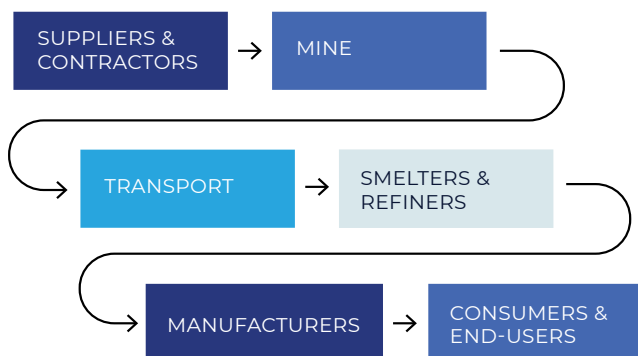 SUPPLIERS &
CONTRACTORS
MINE
TRANSPORT
SMELTERS &
REFINERS
MANUFACTURERS
CONSUMERS &
END-USERS